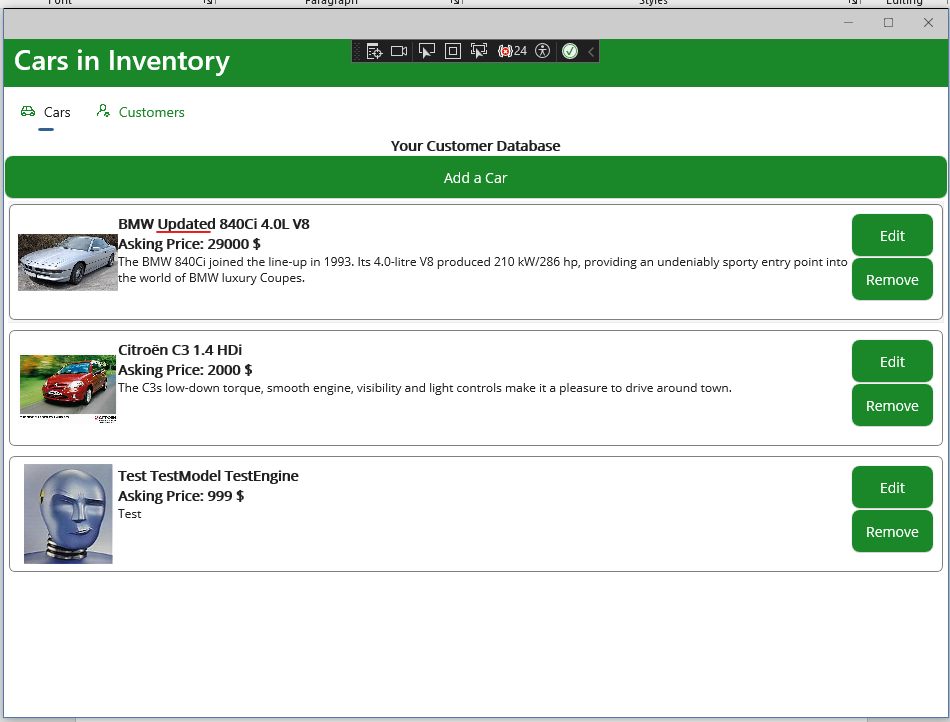 Font
Paragraph
Styles
Editing
24
Cars in Inventory
Cars
Customers
Your Customer Database
Add a Car
BMW Updated 840Ci 4.0L V8
Asking Price: 29000 $
The BMW 840Ci joined the line-up in 1993. Its 4.0-litre V8 produced 210 kW/286 hp, providing an undeniably sporty entry point into
the world of BMW luxury Coupes.
Edit
Remove
Citroën C3 1.4 HDi
Asking Price: 2000 $
The C3s low-down torque, smooth engine, visibility and light controls make it a pleasure to drive around town.
Edit
Remove
Test TestModel TestEngine
Asking Price: 999 $
Test
Edit
Remove